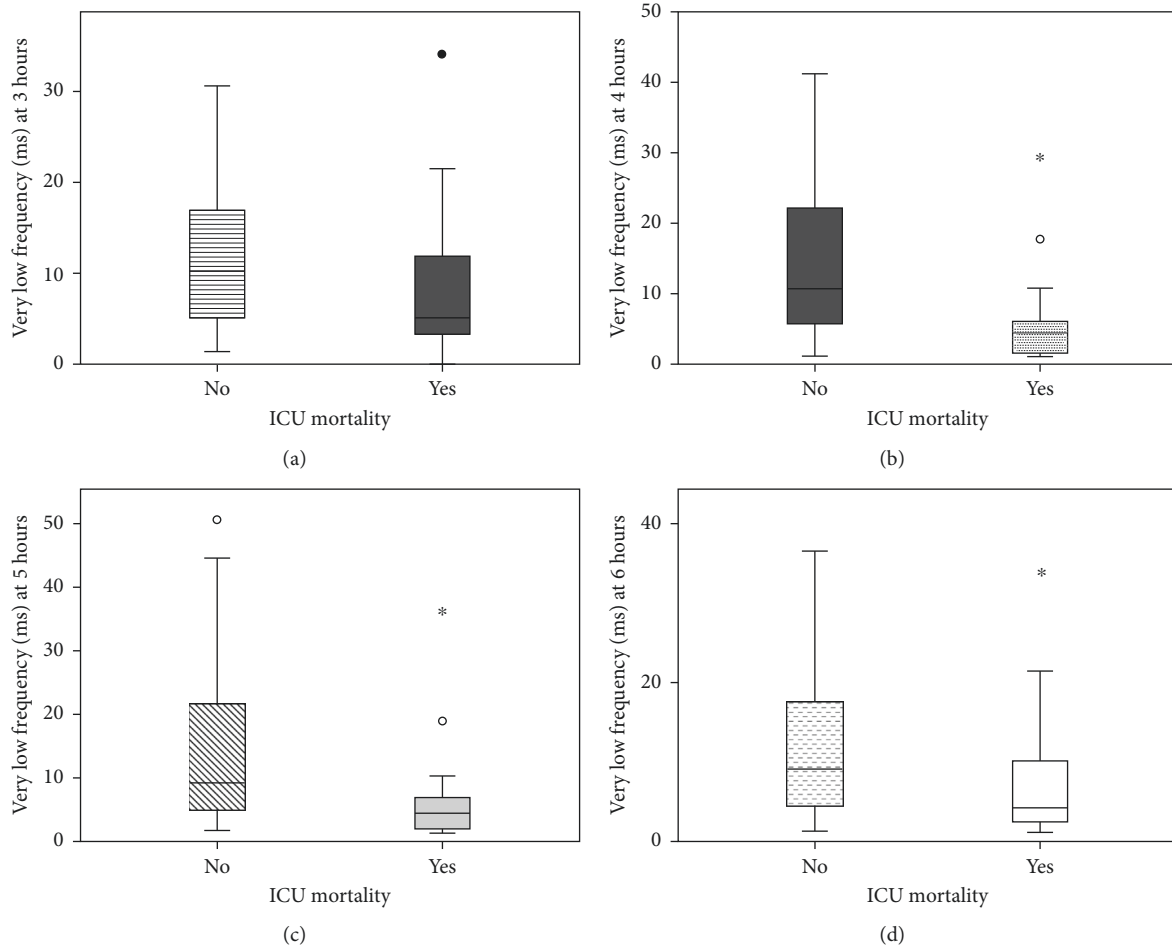 Very low frequency (ms) at 3 hours
30
20
10
0
No
Yes
ICU mortality
(a)
Very low frequency (ms) at 4 hours
50
40
30
20
10
0
*
No
Yes
ICU mortality
(b)
Very low frequency (ms) at 5 hours
50
40
30
20
10
0
*
No
Yes
ICU mortality
(c)
Very low frequency (ms) at 6 hours
40
20
0
*
No
Yes
ICU mortality
(d)